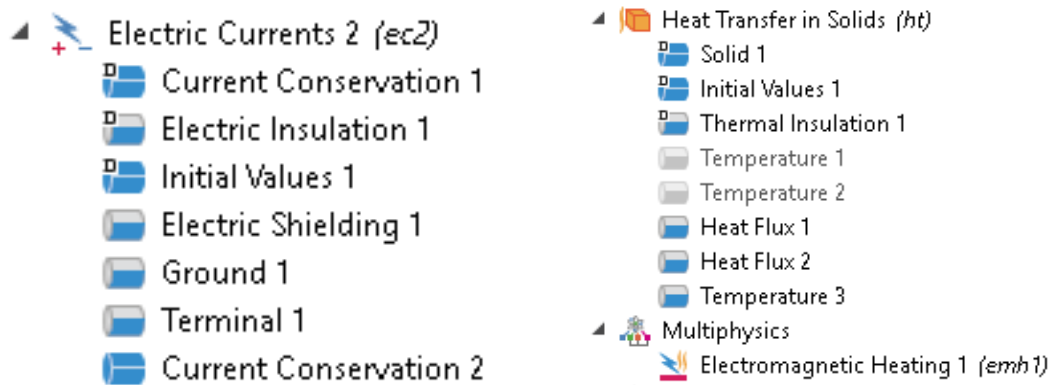 Electric Currents 2 (ec2)
D Current Conservation 1
D Electric Insulation 1
D Initial Values 1
Electric Shielding 1
Ground 1
Terminal 1
Current Conservation 2
Heat Transfer in Solids (ht)
D Solid 1
D Initial Values 1
D Thermal Insulation 1
Temperature 1
Temperature 2
Heat Flux 1
Heat Flux 2
Temperature 3
Multiphysics
Electromagnetic Heating 1 (emh1)